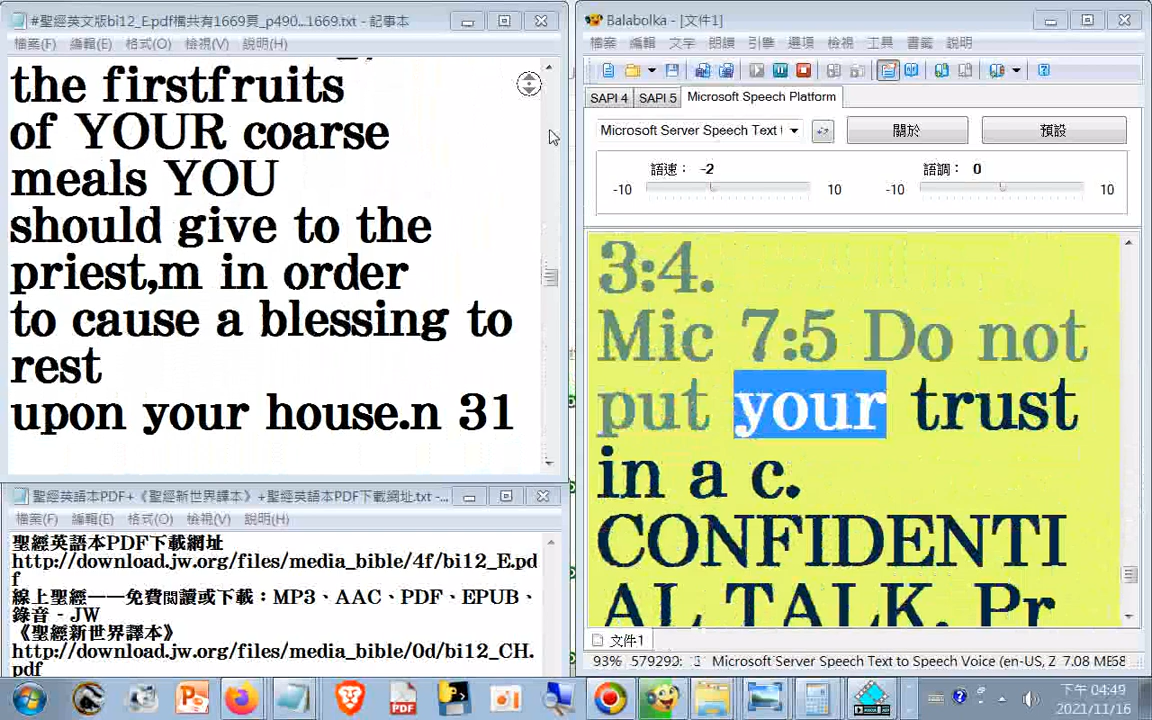 #聖經英文版bi12_E.pdf檔共有1669頁_p490...1669.txt - 記事本
檔案(F) 編輯(E) 格式(O) 檢視(V) 說明(H)
the firstfruits
of YOUR coarse
meals YOU
should give to the
priest,m in order
to cause a blessing to
rest
upon your house.n 31
聖經英語本PDF+《聖經新世界譯本》+聖經英語本PDF下載網址.txt -...
檔案(F) 編輯(E) 格式(O) 檢視(V) 說明(H)
聖經英語本PDF下載網址
http://download.jw.org/files/media_bible/4f/bi12_E.pd
f
線上聖經——免費閱讀或下載：MP3、AAC、PDF、EPUB、
錄音 - JW
《聖經新世界譯本》
http://download.jw.org/files/media_bible/0d/bi12_CH.
pdf
Balabolka - [文件1]
檔案 編輯 文字 朗讀 引擎 選項 檢視 工具 書籤 說明
SAPI 4 SAPI 5 Microsoft Speech Platform
Microsoft Server Speech Text 關於 預設
語速： -2 語調： 0
-10 10 -10 10
3:4.
Mic 7:5 Do not
put your trust
in a c.
CONFIDENTI
AL TALK. Pr
文件1
93% 579292: Microsoft Server Speech Text to Speech Voice (en-US, Z 7.08 ME
下午 04:49
2021/11/16